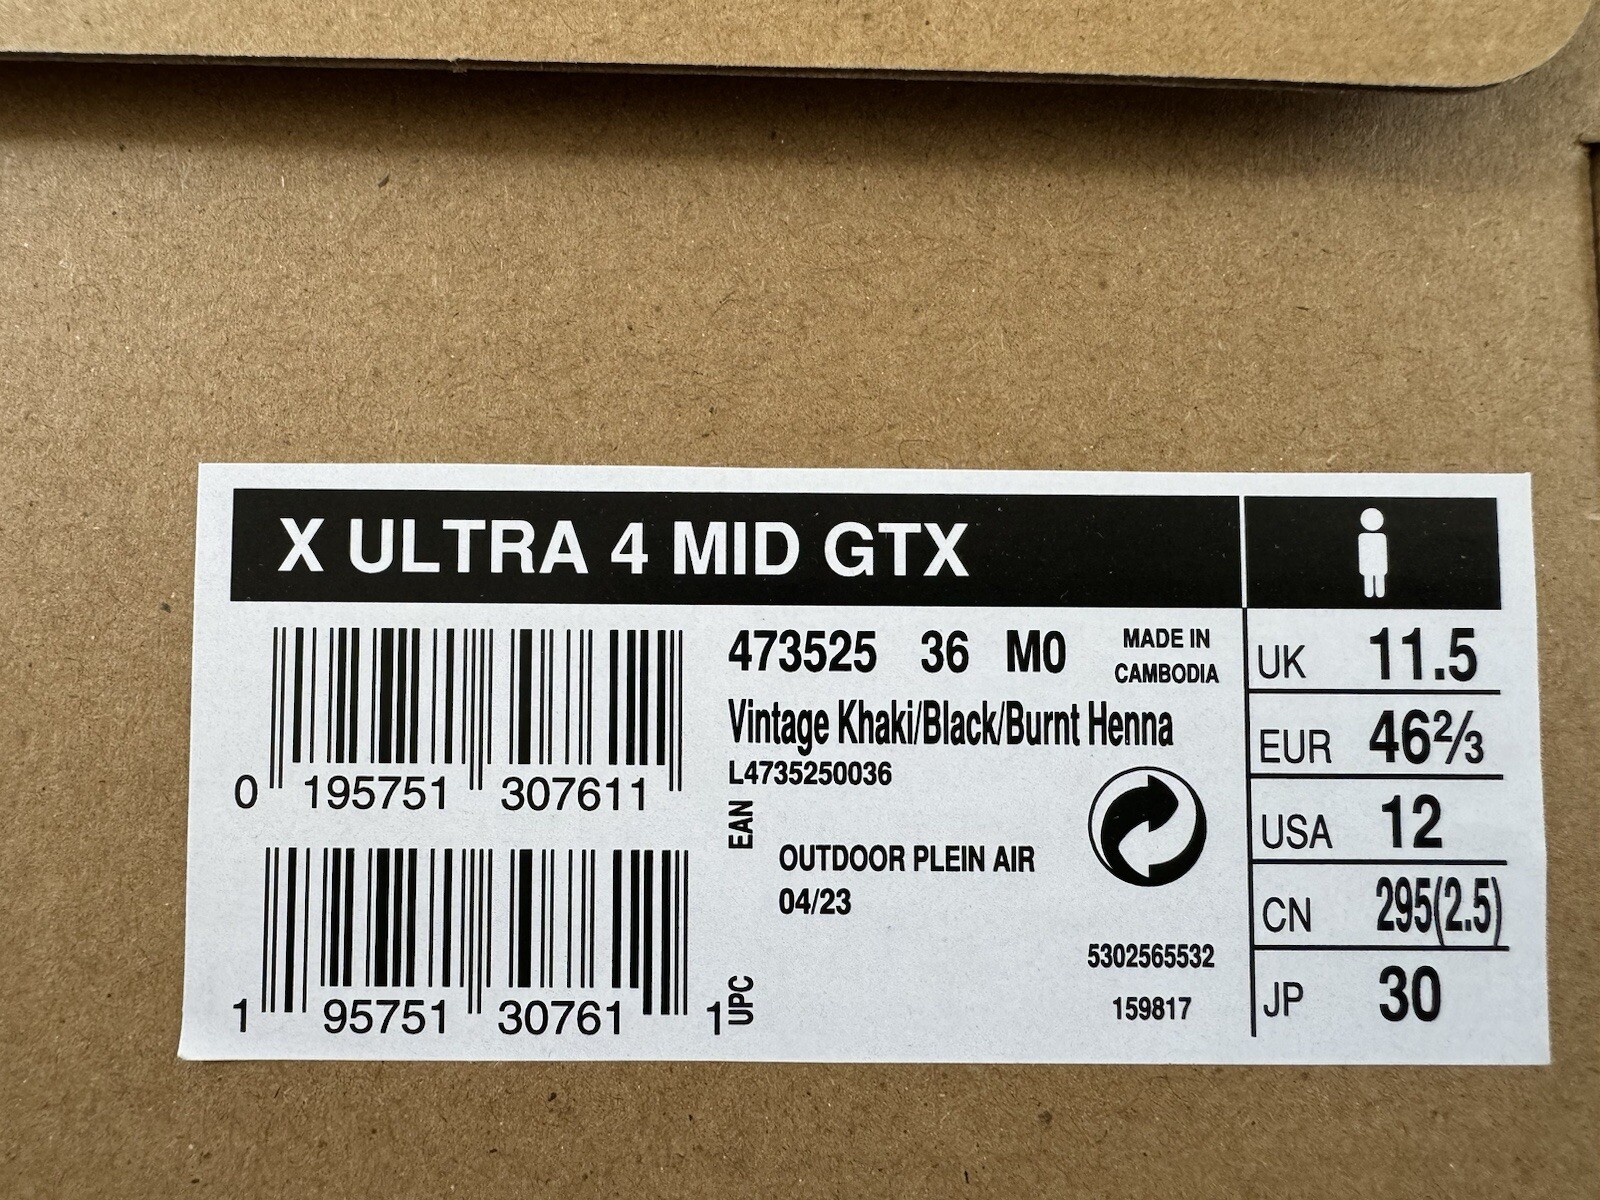 X ULTRA 4 MID GTX
473525 36 M0
MADE IN
CAMBODIA
Vintage Khaki/Black/Burnt Henna
L4735250036
0 195751 307611
EAN
OUTDOOR PLEIN AIR
04/23
1 95751 30761 1
UPC
5302565532
159817
UK 11.5
EUR 46⅔
USA 12
CN 295(2.5)
JP 30